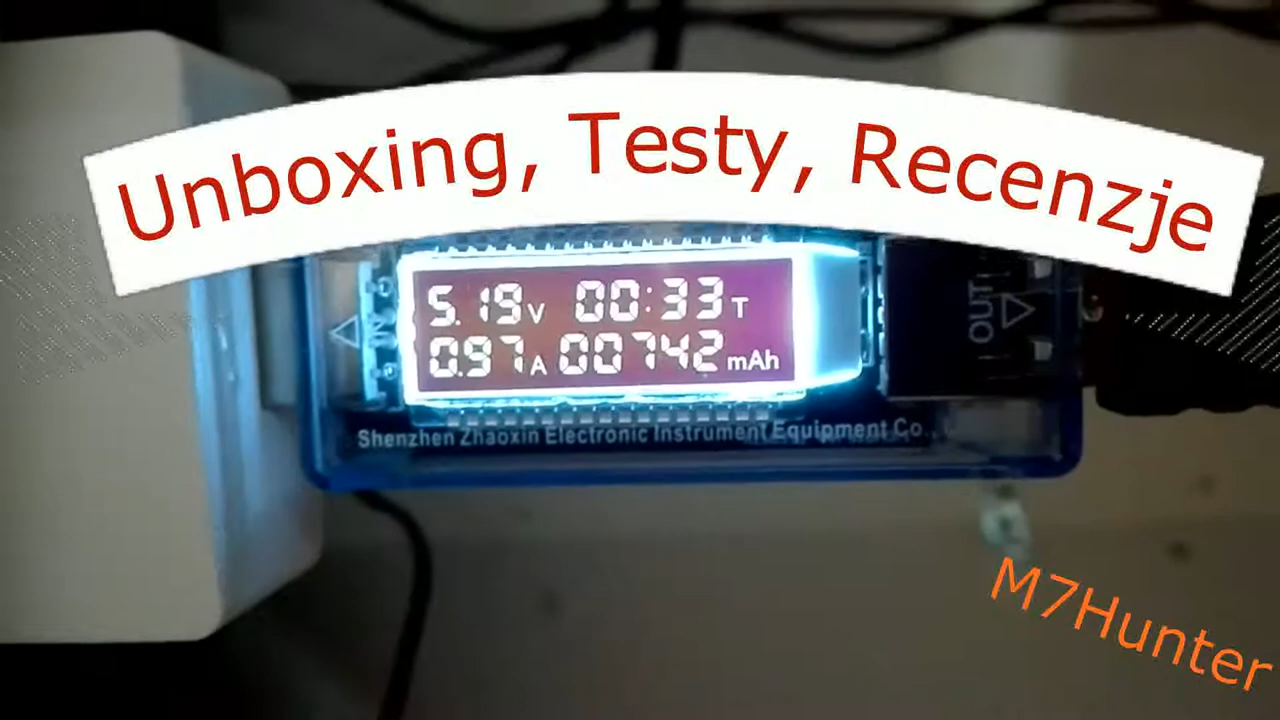 Unboxing, Testy, Recenzje
5.19V 00:33T
0.97A 00742mAh
IN
OUT
Shenzhen Zhaoxin Electronic Instrument Equipment Co.,
M7Hunter